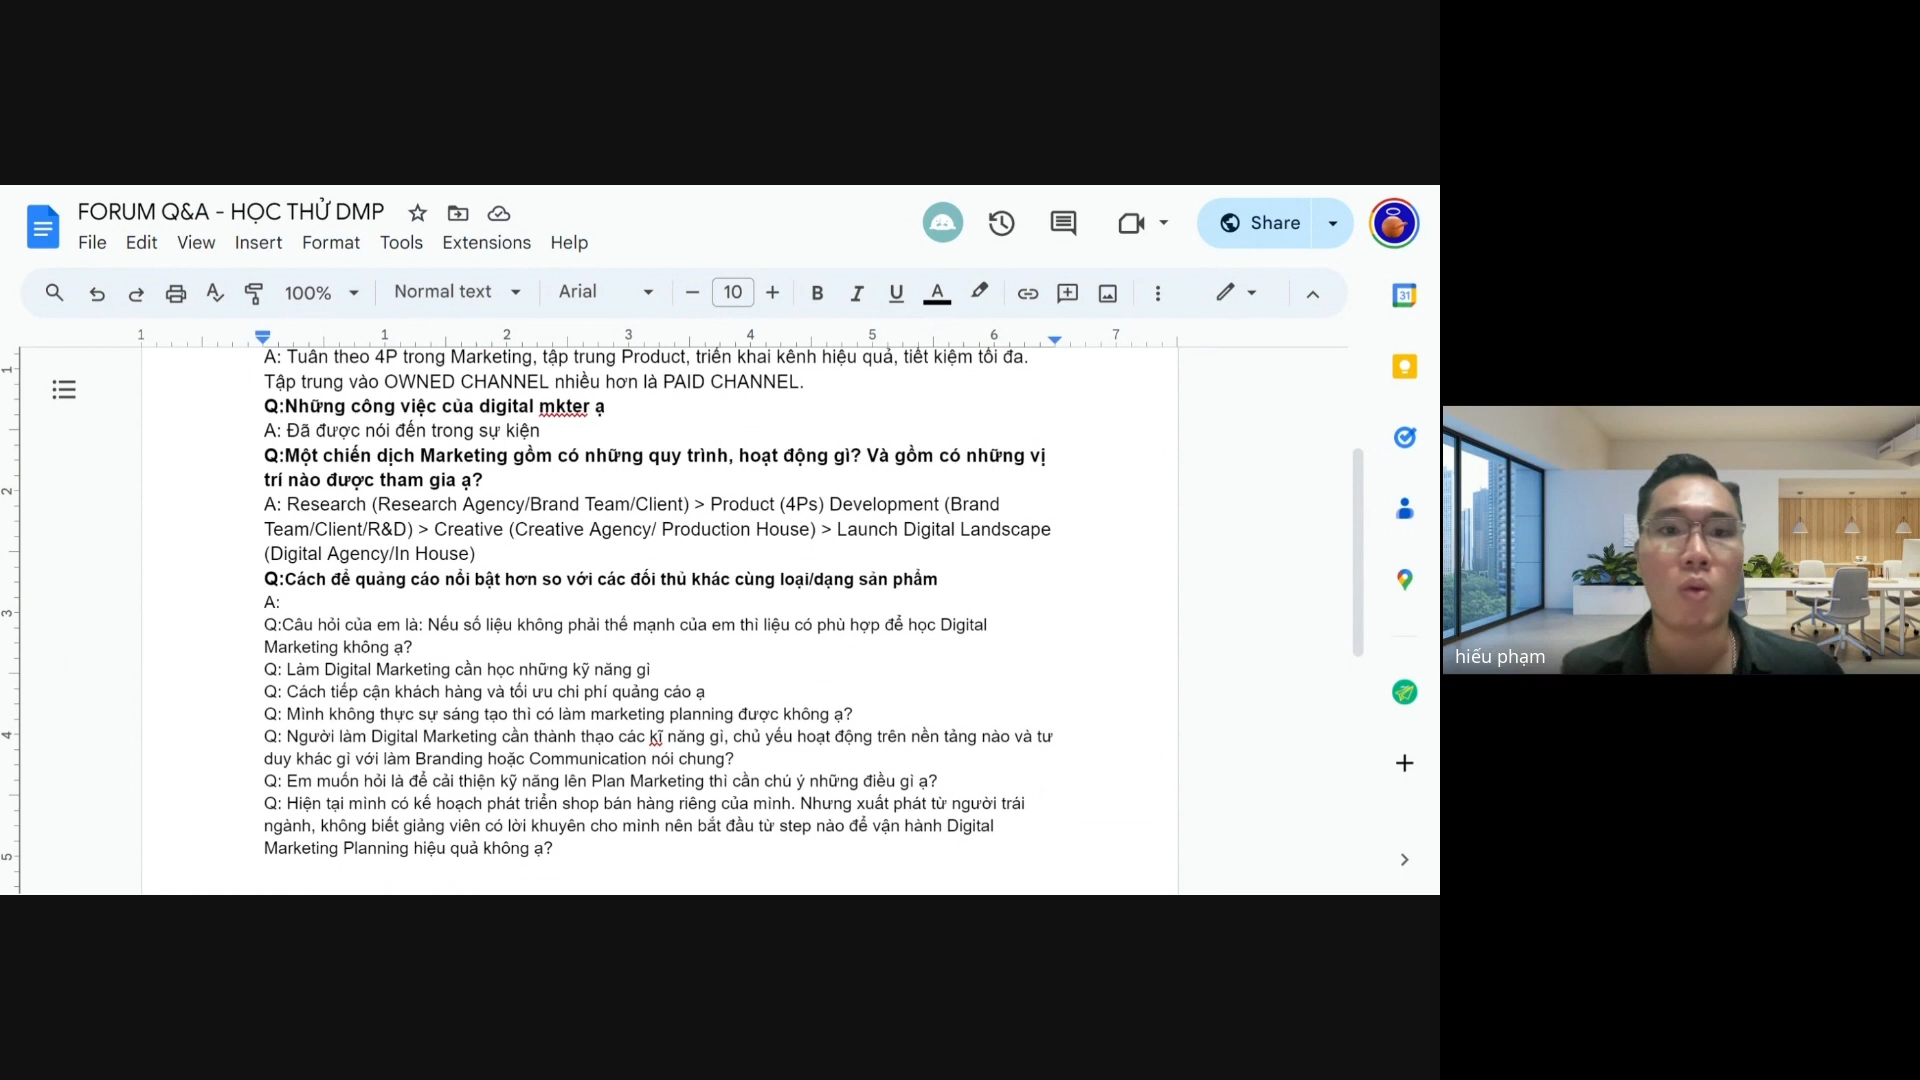 FORUM Q&A - HỌC THỬ DMP
File Edit View Insert Format Tools Extensions Help
Share
100% Normal text Arial 10 B I U A
31
1 1 2 3 4 5 6 7
A: Tuân theo 4P trong Marketing, tập trung Product, triển khai kênh hiệu quả, tiết kiệm tối đa.
Tập trung vào OWNED CHANNEL nhiều hơn là PAID CHANNEL.
Q:Những công việc của digital mkter ạ
A: Đã được nói đến trong sự kiện
Q:Một chiến dịch Marketing gồm có những quy trình, hoạt động gì? Và gồm có những vị
trí nào được tham gia ạ?
A: Research (Research Agency/Brand Team/Client) > Product (4Ps) Development (Brand
Team/Client/R&D) > Creative (Creative Agency/ Production House) > Launch Digital Landscape
(Digital Agency/In House)
Q:Cách để quảng cáo nổi bật hơn so với các đối thủ khác cùng loại/dạng sản phẩm
A:
Q:Câu hỏi của em là: Nếu số liệu không phải thế mạnh của em thì liệu có phù hợp để học Digital
Marketing không ạ?
Q: Làm Digital Marketing cần học những kỹ năng gì
Q: Cách tiếp cận khách hàng và tối ưu chi phí quảng cáo ạ
Q: Mình không thực sự sáng tạo thì có làm marketing planning được không ạ?
Q: Người làm Digital Marketing cần thành thạo các kĩ năng gì, chủ yếu hoạt động trên nền tảng nào và tư
duy khác gì với làm Branding hoặc Communication nói chung?
Q: Em muốn hỏi là để cải thiện kỹ năng lên Plan Marketing thì cần chú ý những điều gì ạ?
Q: Hiện tại mình có kế hoạch phát triển shop bán hàng riêng của mình. Nhưng xuất phát từ người trái
ngành, không biết giảng viên có lời khuyên cho mình nên bắt đầu từ step nào để vận hành Digital
Marketing Planning hiệu quả không ạ?
1
2
3
4
5
hiếu phạm